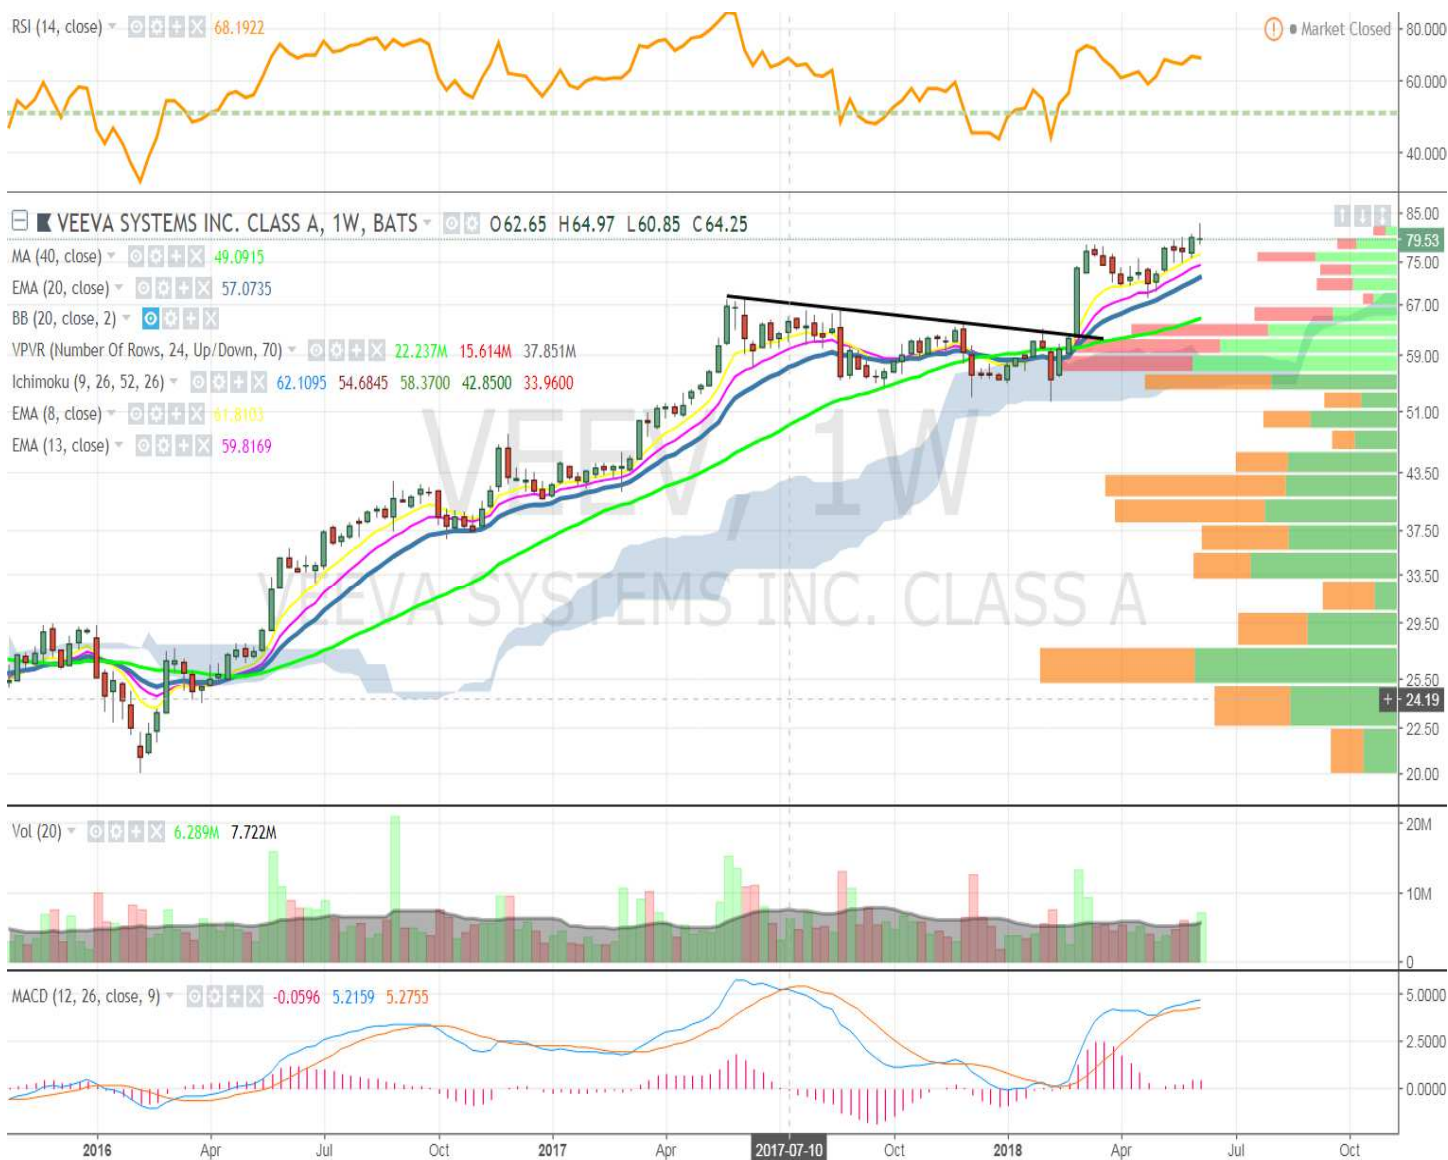 RSI (14, close) 68.1922
! Market Closed
80.000
60.000
40.000
VEEVA SYSTEMS INC. CLASS A, 1W, BATS O62.65 H64.97 L60.85 C64.25
MA (40, close) 49.0915
EMA (20, close) 57.0735
BB (20, close, 2)
VPVR (Number Of Rows, 24, Up/Down, 70) 22.237M 15.614M 37.851M
Ichimoku (9, 26, 52, 26) 62.1095 54.6845 58.3700 42.8500 33.9600
EMA (8, close) 61.8103
EMA (13, close) 59.8169
85.00
79.53
75.00
67.00
59.00
51.00
43.50
37.50
33.50
29.50
25.50
+ 24.19
22.50
20.00
VEEV, 1W
VEEVA SYSTEMS INC. CLASS A
Vol (20) 6.289M 7.722M
20M
10M
0
MACD (12, 26, close, 9) -0.0596 5.2159 5.2755
5.0000
2.5000
0.0000
2016 Apr Jul Oct 2017 Apr 2017-07-10 Oct 2018 Apr Jul Oct